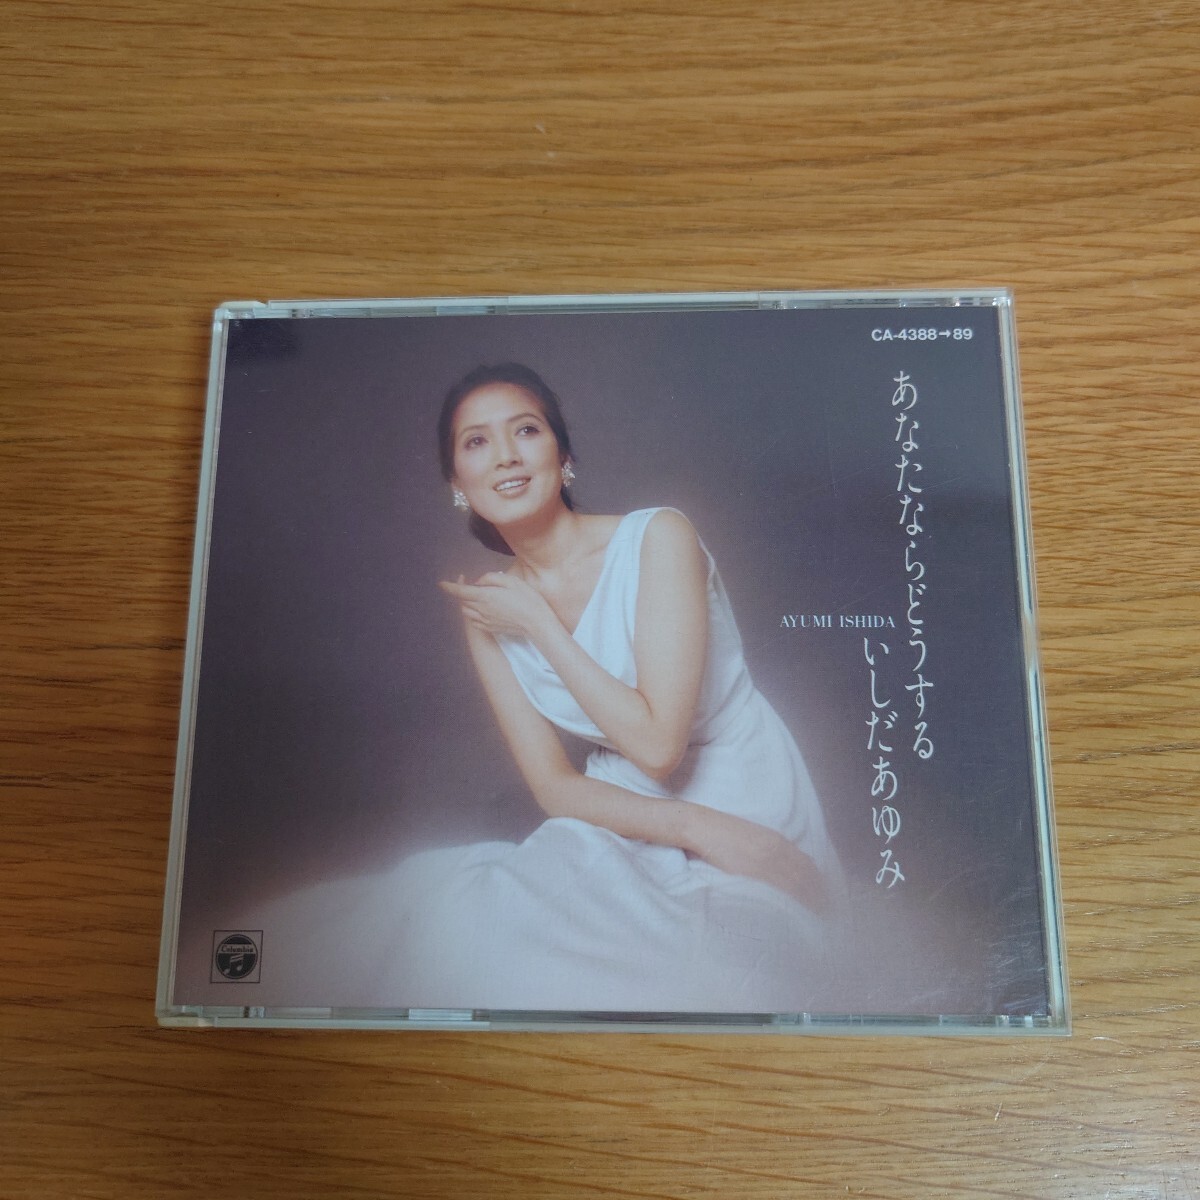 CA-4388→89
あなたならどうする
AYUMI ISHIDA
いしだあゆみ
Columbia